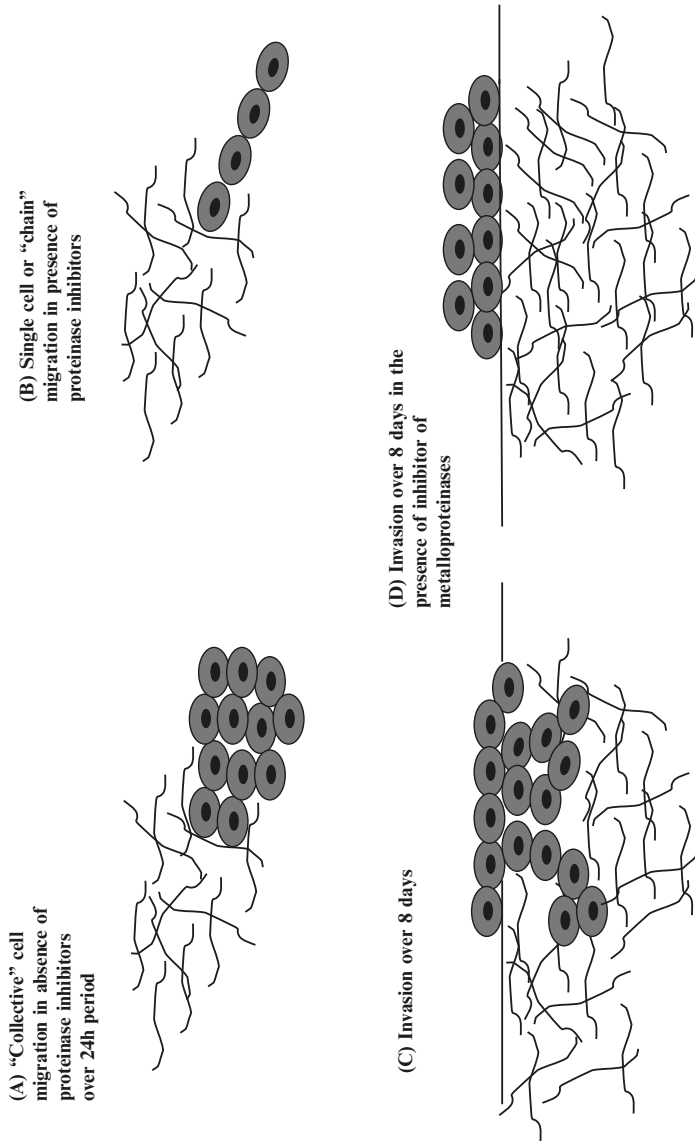 (A) “Collective” cell
migration in absence of
proteinase inhibitors
over 24h period
(B) Single cell or “chain”
migration in presence of
proteinase inhibitors
(C) Invasion over 8 days
(D) Invasion over 8 days in the
presence of inhibitor of
metalloproteinases